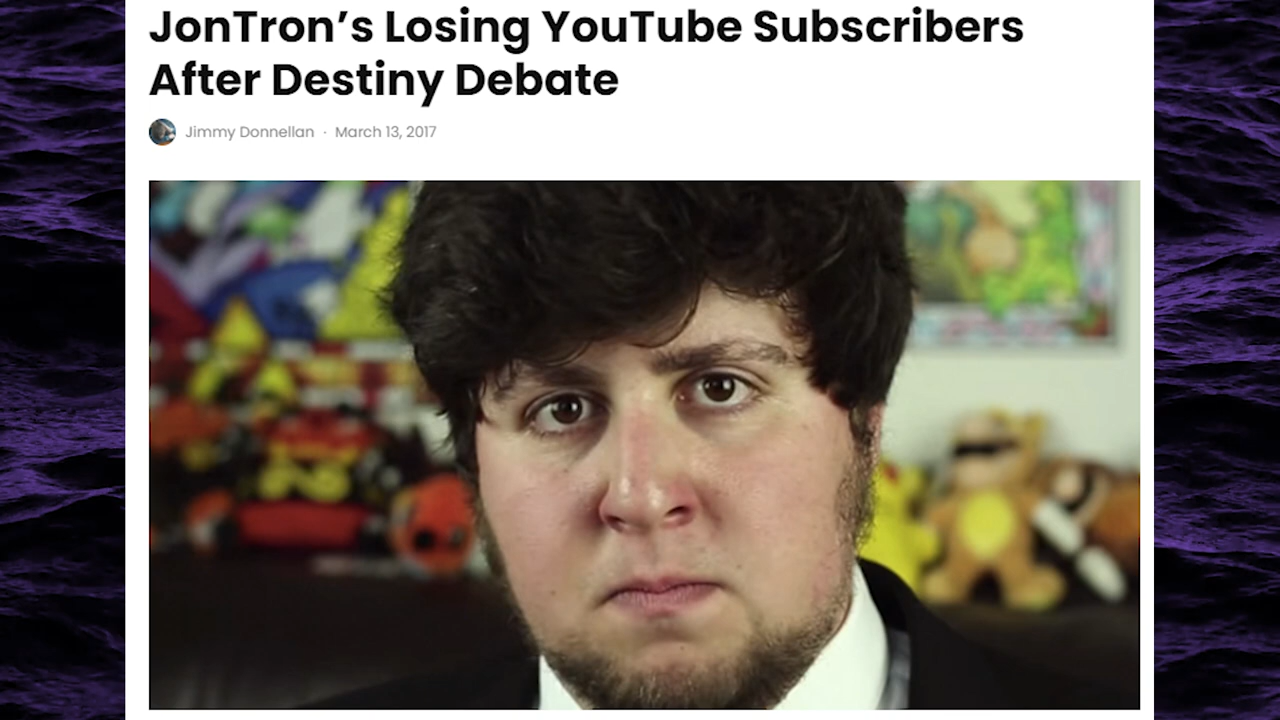 JonTron’s Losing YouTube Subscribers
After Destiny Debate
Jimmy Donnellan · March 13, 2017